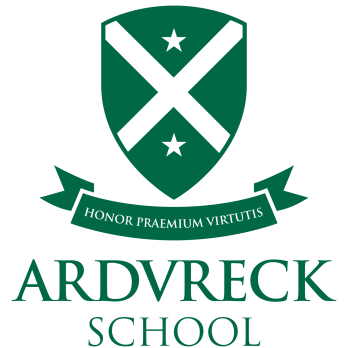 HONOR PRAEMIUM VIRTUTIS
ARDVRECK
SCHOOL